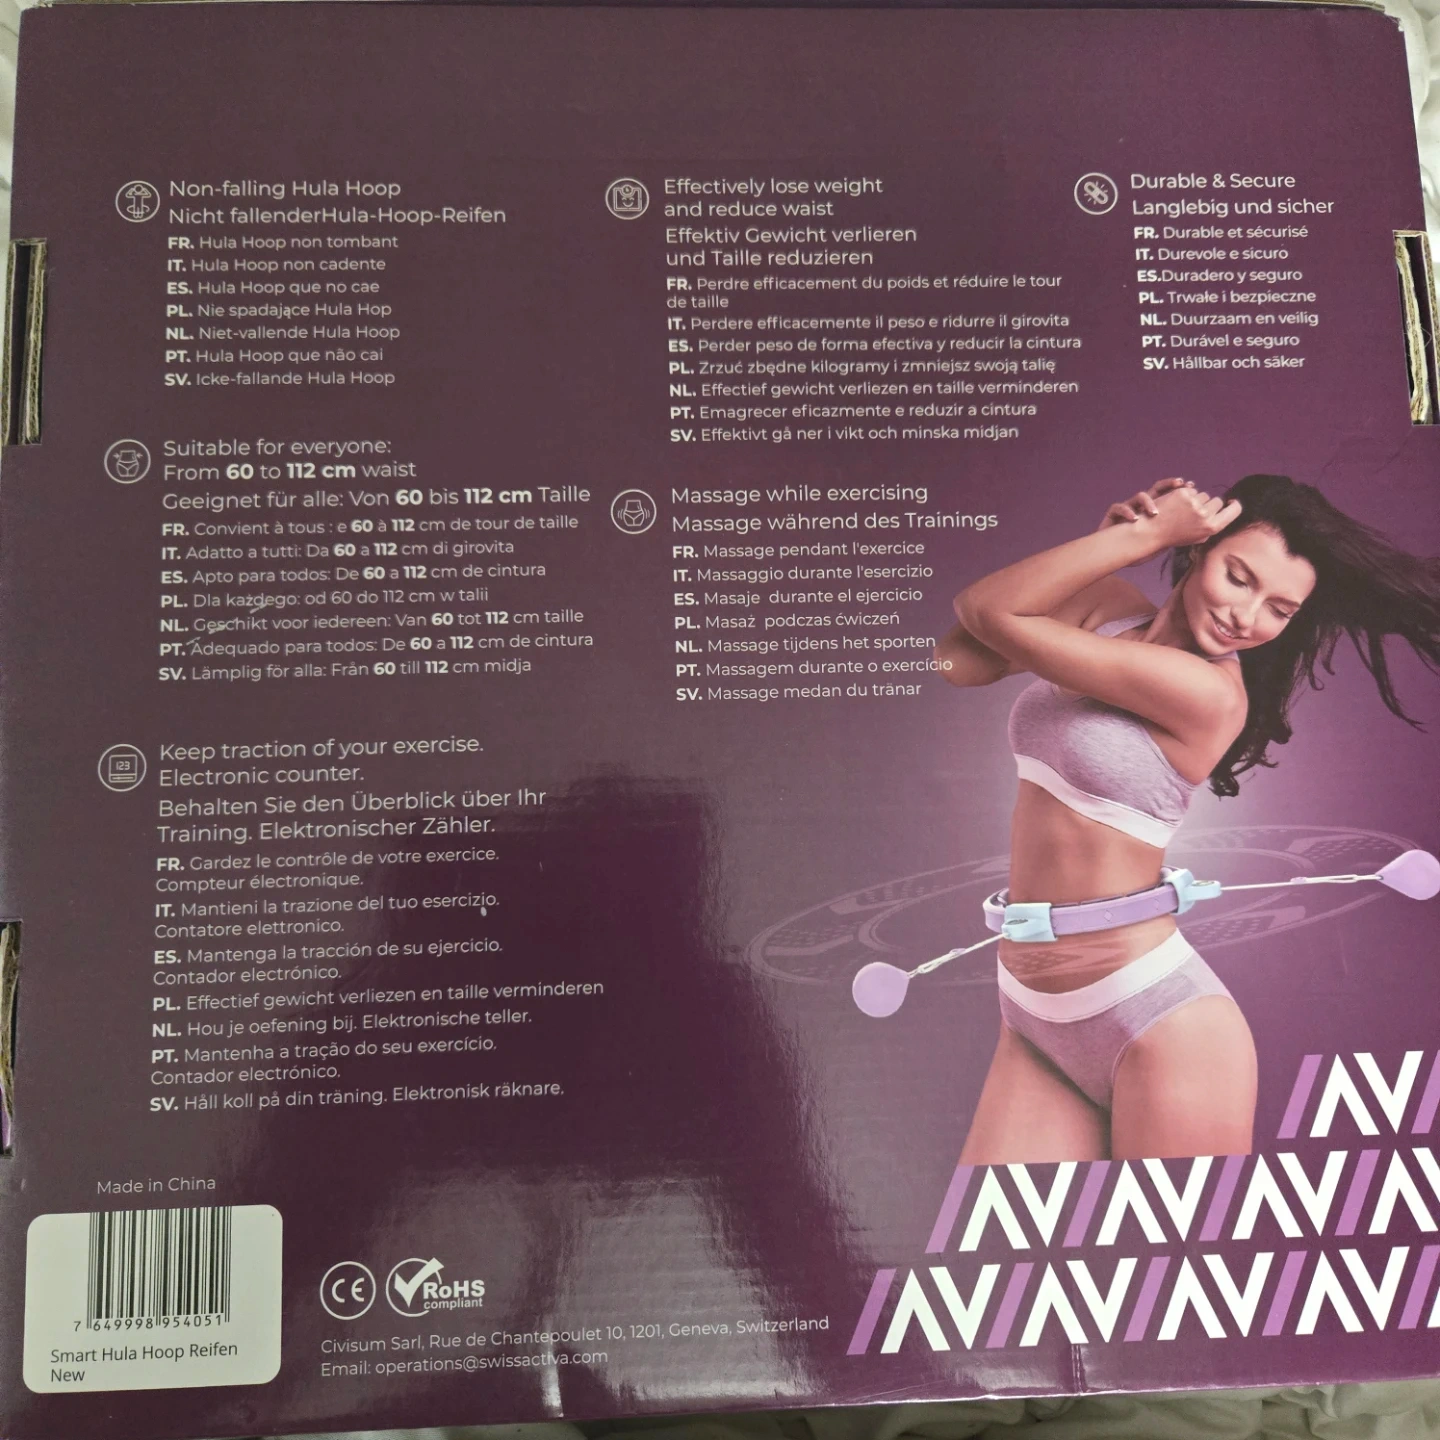 Non-falling Hula Hoop
Nicht fallenderHula-Hoop-Reifen
FR. Hula Hoop non tombant
IT. Hula Hoop non cadente
ES. Hula Hoop que no cae
PL. Nie spadające Hula Hop
NL. Niet-vallende Hula Hoop
PT. Hula Hoop que não cai
SV. Icke-fallande Hula Hoop
Effectively lose weight
and reduce waist
Effektiv Gewicht verlieren
und Taille reduzieren
FR. Perdre efficacement du poids et réduire le tour
de taille
IT. Perdere efficacemente il peso e ridurre il girovita
ES. Perder peso de forma efectiva y reducir la cintura
PL. Zrzuć zbędne kilogramy i zmniejsz swoją talię
NL. Effectief gewicht verliezen en taille verminderen
PT. Emagrecer eficazmente e reduzir a cintura
SV. Effektivt gå ner i vikt och minska midjan
Durable & Secure
Langlebig und sicher
FR. Durable et sécurisé
IT. Durevole e sicuro
ES.Duradero y seguro
PL. Trwałe i bezpieczne
NL. Duurzaam en veilig
PT. Durável e seguro
SV. Hållbar och säker
Suitable for everyone:
From 60 to 112 cm waist
Geeignet für alle: Von 60 bis 112 cm Taille
FR. Convient à tous : e 60 à 112 cm de tour de taille
IT. Adatto a tutti: Da 60 a 112 cm di girovita
ES. Apto para todos: De 60 a 112 cm de cintura
PL. Dla każdego: od 60 do 112 cm w talii
NL. Geschikt voor iedereen: Van 60 tot 112 cm taille
PT. Adequado para todos: De 60 a 112 cm de cintura
SV. Lämplig för alla: Från 60 till 112 cm midja
Massage while exercising
Massage während des Trainings
FR. Massage pendant l'exercice
IT. Massaggio durante l'esercizio
ES. Masaje durante el ejercicio
PL. Masaż podczas ćwiczeń
NL. Massage tijdens het sporten
PT. Massagem durante o exercício
SV. Massage medan du tränar
123
Keep traction of your exercise.
Electronic counter.
Behalten Sie den Überblick über Ihr
Training. Elektronischer Zähler.
FR. Gardez le contrôle de votre exercice.
Compteur électronique.
IT. Mantieni la trazione del tuo esercizio.
Contatore elettronico.
ES. Mantenga la tracción de su ejercicio.
Contador electrónico.
PL. Effectief gewicht verliezen en taille verminderen
NL. Hou je oefening bij. Elektronische teller.
PT. Mantenha a tração do seu exercício.
Contador electrónico.
SV. Håll koll på din träning. Elektronisk räknare.
Made in China
7 649998 954051
Smart Hula Hoop Reifen
New
CE
RoHS
compliant
Civisum Sarl, Rue de Chantepoulet 10, 1201, Geneva, Switzerland
Email: operations@swissactiva.com